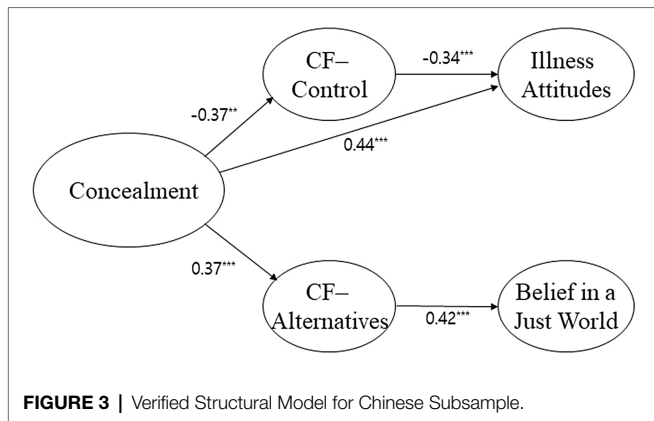 CF–
Control
-0.34***
Illness
Attitudes
-0.37**
0.44***
Concealment
0.37***
CF–
Alternatives
0.42***
Belief in a
Just World
FIGURE 3 | Verified Structural Model for Chinese Subsample.